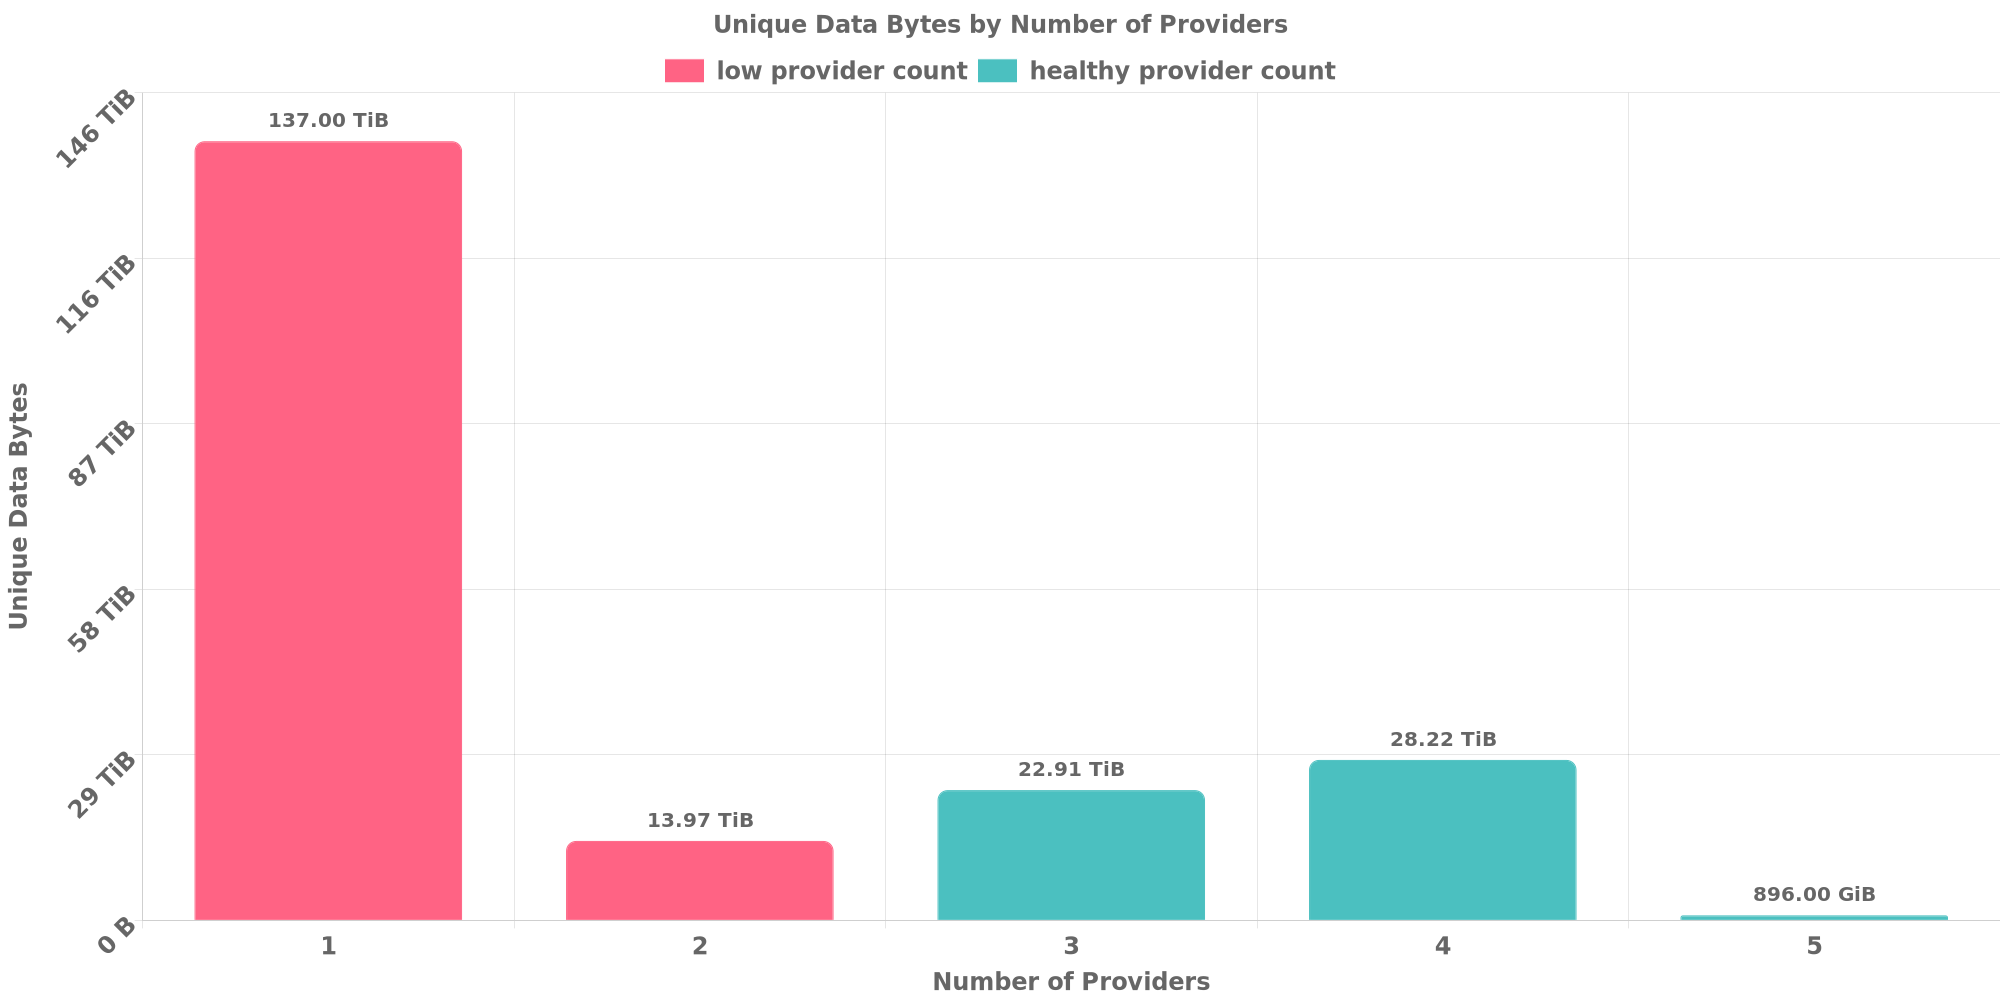 Unique Data Bytes by Number of Providers
low provider count healthy provider count
146 TiB
116 TiB
87 TiB
58 TiB
29 TiB
0 B
Unique Data Bytes
137.00 TiB
13.97 TiB
22.91 TiB
28.22 TiB
896.00 GiB
1 2 3 4 5
Number of Providers